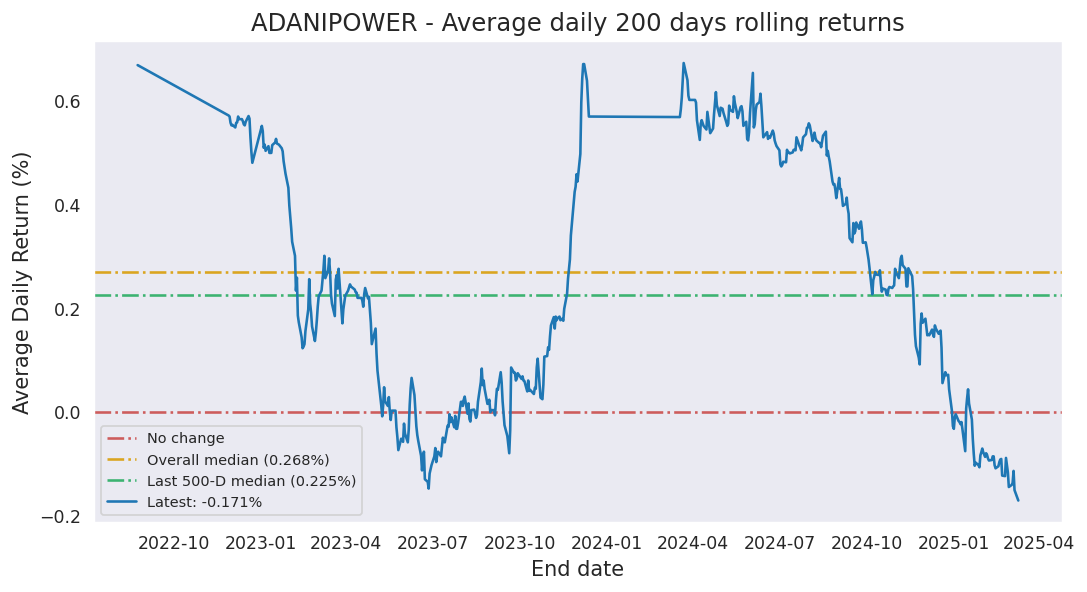 ADANIPOWER - Average daily 200 days rolling returns
Average Daily Return (%)
0.6
0.4
0.2
0.0
−0.2
No change
Overall median (0.268%)
Last 500-D median (0.225%)
Latest: -0.171%
2022-10 2023-01 2023-04 2023-07 2023-10 2024-01 2024-04 2024-07 2024-10 2025-01 2025-04
End date